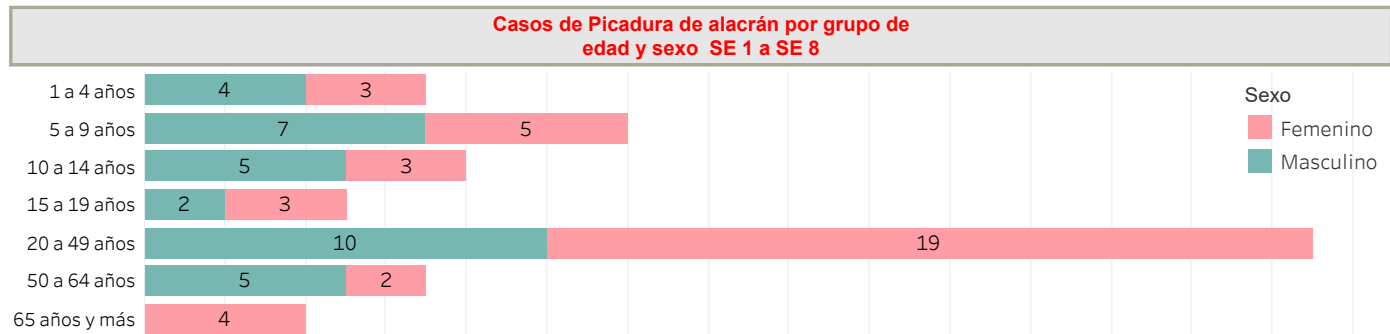 Casos de Picadura de alacrán por grupo de
edad y sexo SE 1 a SE 8
1 a 4 años 4 3
5 a 9 años 7 5
10 a 14 años 5 3
15 a 19 años 2 3
20 a 49 años 10 19
50 a 64 años 5 2
65 años y más 4
Sexo
Femenino
Masculino